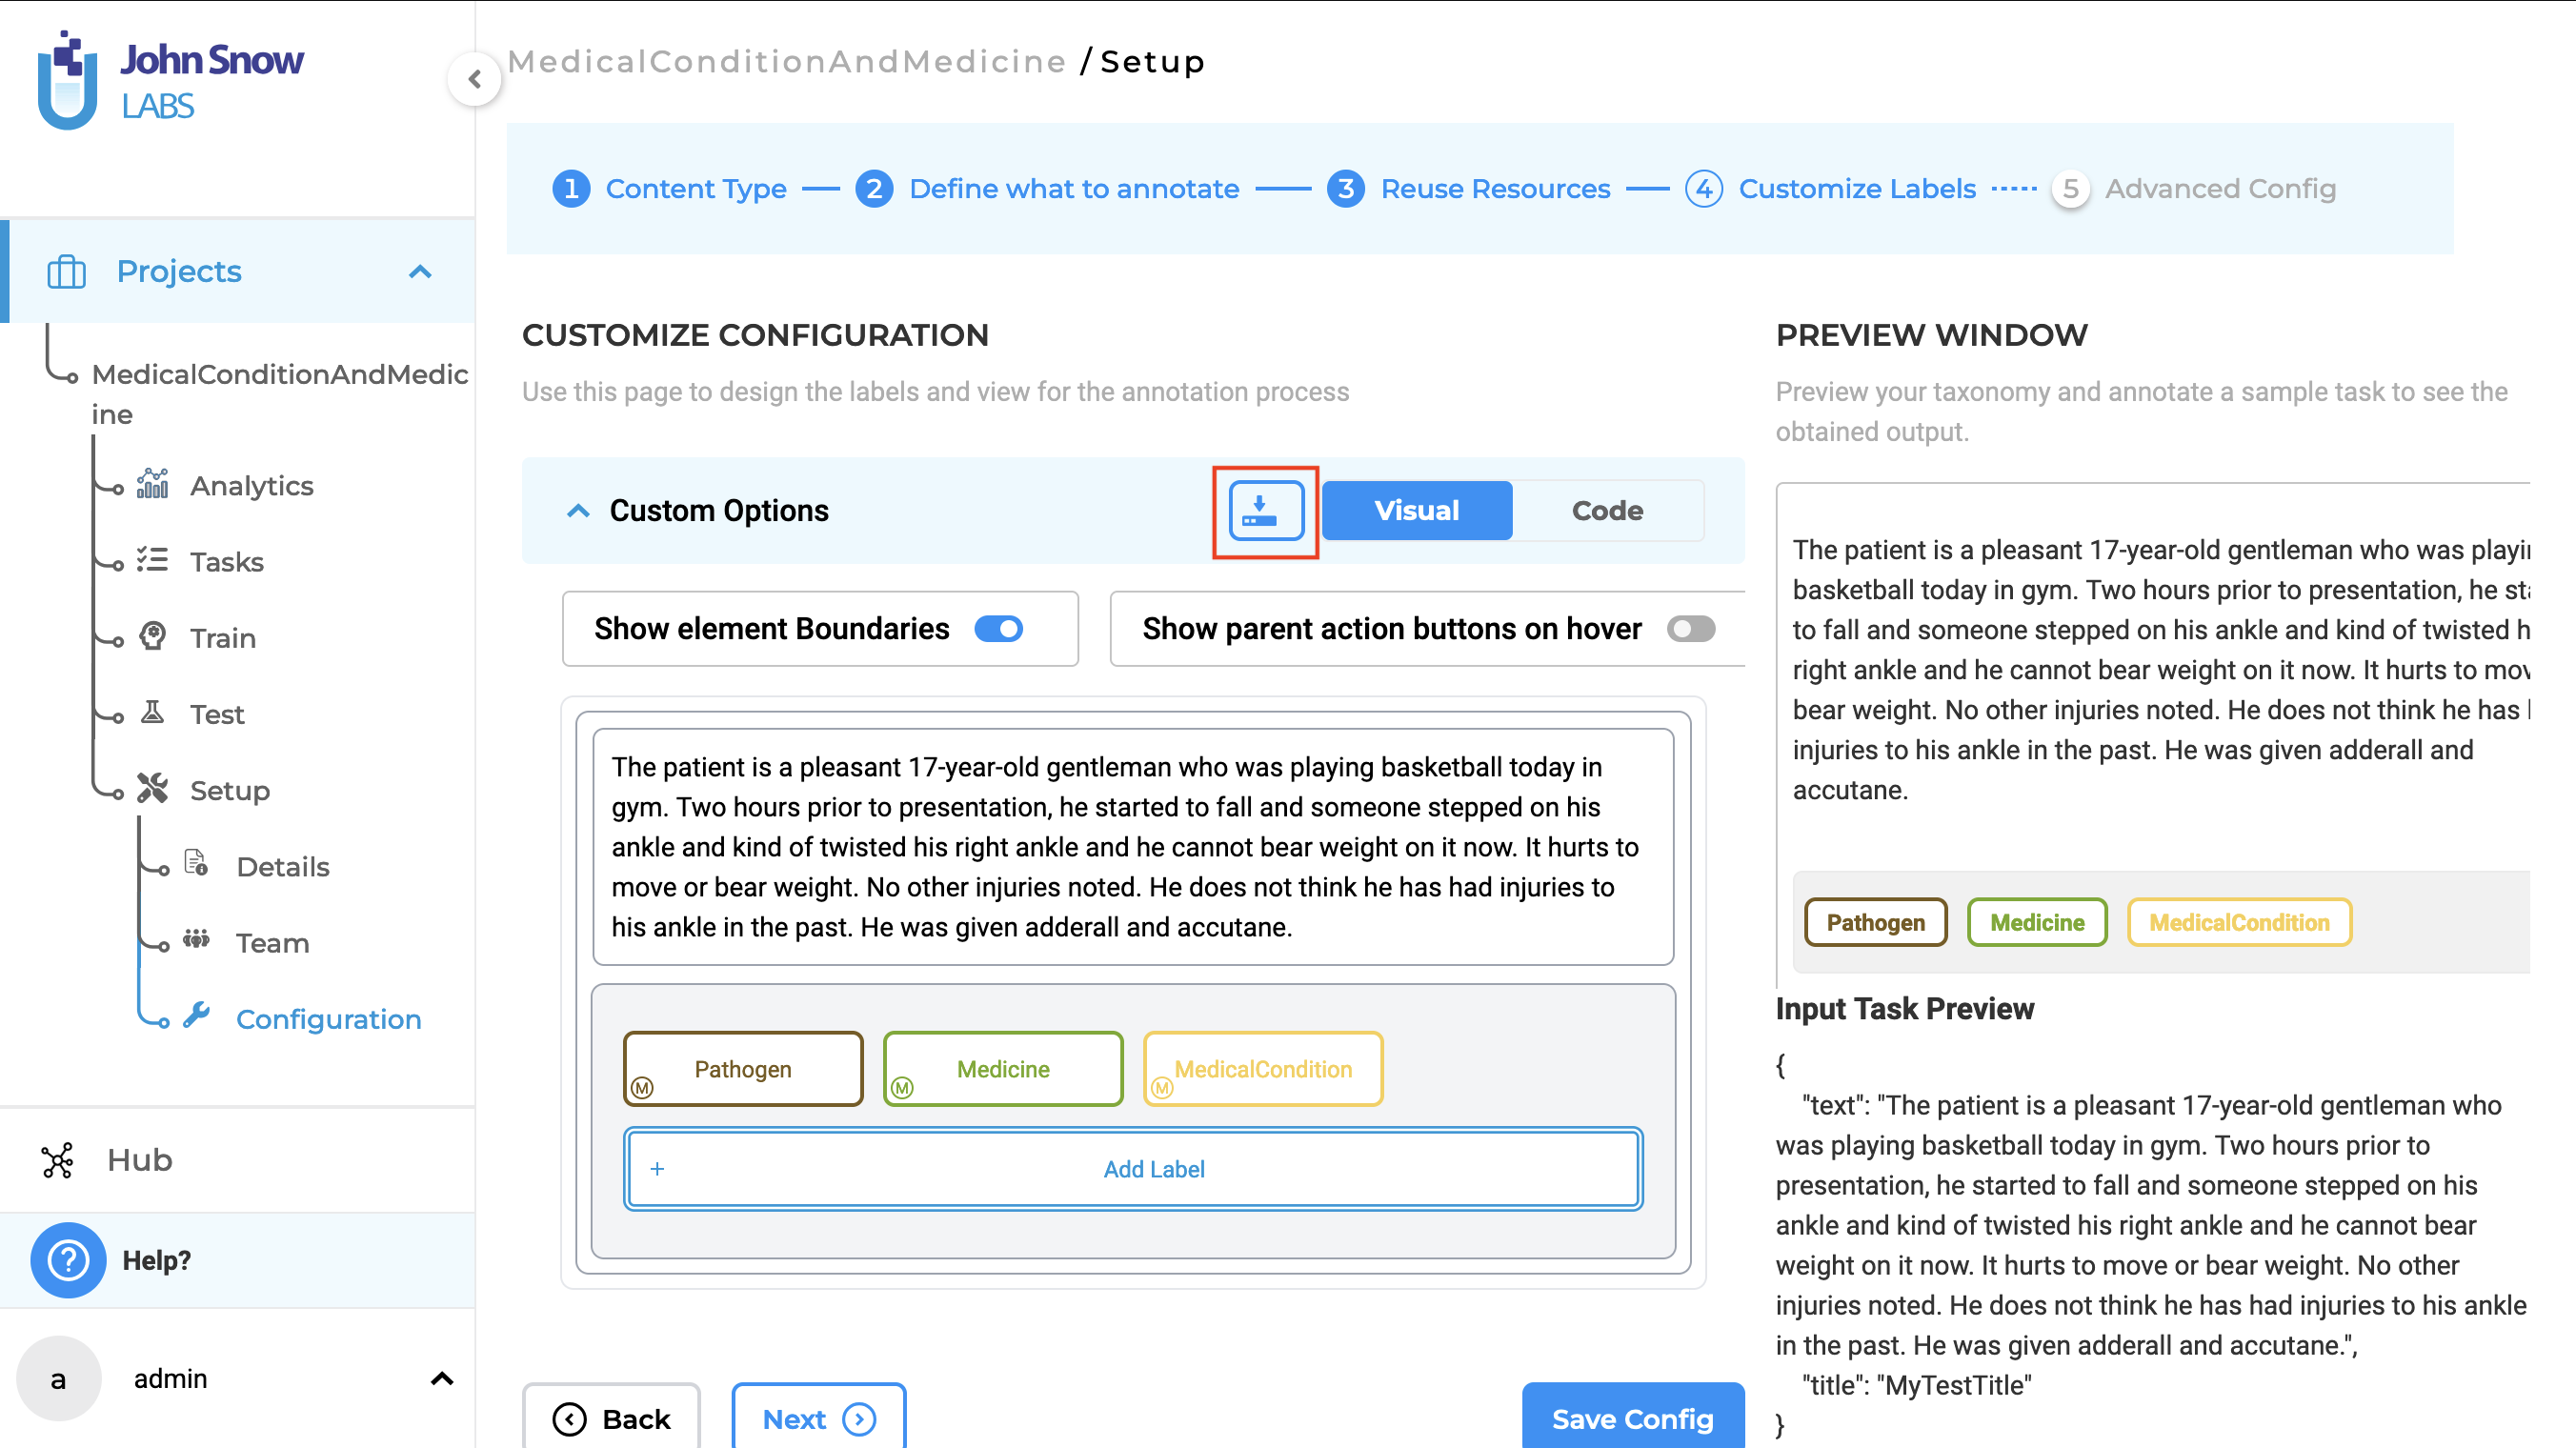 John Snow
LABS
MedicalConditionAndMedicine / Setup
1 Content Type
2 Define what to annotate
3 Reuse Resources
4 Customize Labels
5 Advanced Config
Projects
MedicalConditionAndMedic
ine
Analytics
Tasks
Train
Test
Setup
Details
Team
Configuration
Hub
? Help?
a admin
CUSTOMIZE CONFIGURATION
Use this page to design the labels and view for the annotation process
Custom Options
Visual
Code
Show element Boundaries
Show parent action buttons on hover
The patient is a pleasant 17-year-old gentleman who was playing basketball today in
gym. Two hours prior to presentation, he started to fall and someone stepped on his
ankle and kind of twisted his right ankle and he cannot bear weight on it now. It hurts to
move or bear weight. No other injuries noted. He does not think he has had injuries to
his ankle in the past. He was given adderall and accutane.
M Pathogen
M Medicine
M MedicalCondition
+ Add Label
Back
Next
Save Config
PREVIEW WINDOW
Preview your taxonomy and annotate a sample task to see the
obtained output.
The patient is a pleasant 17-year-old gentleman who was
basketball today in gym. Two hours prior to presentation, he
to fall and someone stepped on his ankle and kind of twisted
right ankle and he cannot bear weight on it now. It hurts to
bear weight. No other injuries noted. He does not think he has
injuries to his ankle in the past. He was given adderall and
accutane.
Pathogen
Medicine
MedicalCondition
Input Task Preview
{
"text": "The patient is a pleasant 17-year-old gentleman who
was playing basketball today in gym. Two hours prior to
presentation, he started to fall and someone stepped on his
ankle and kind of twisted his right ankle and he cannot bear
weight on it now. It hurts to move or bear weight. No other
injuries noted. He does not think he has had injuries to his ankle
in the past. He was given adderall and accutane.",
"title": "MyTestTitle"
}